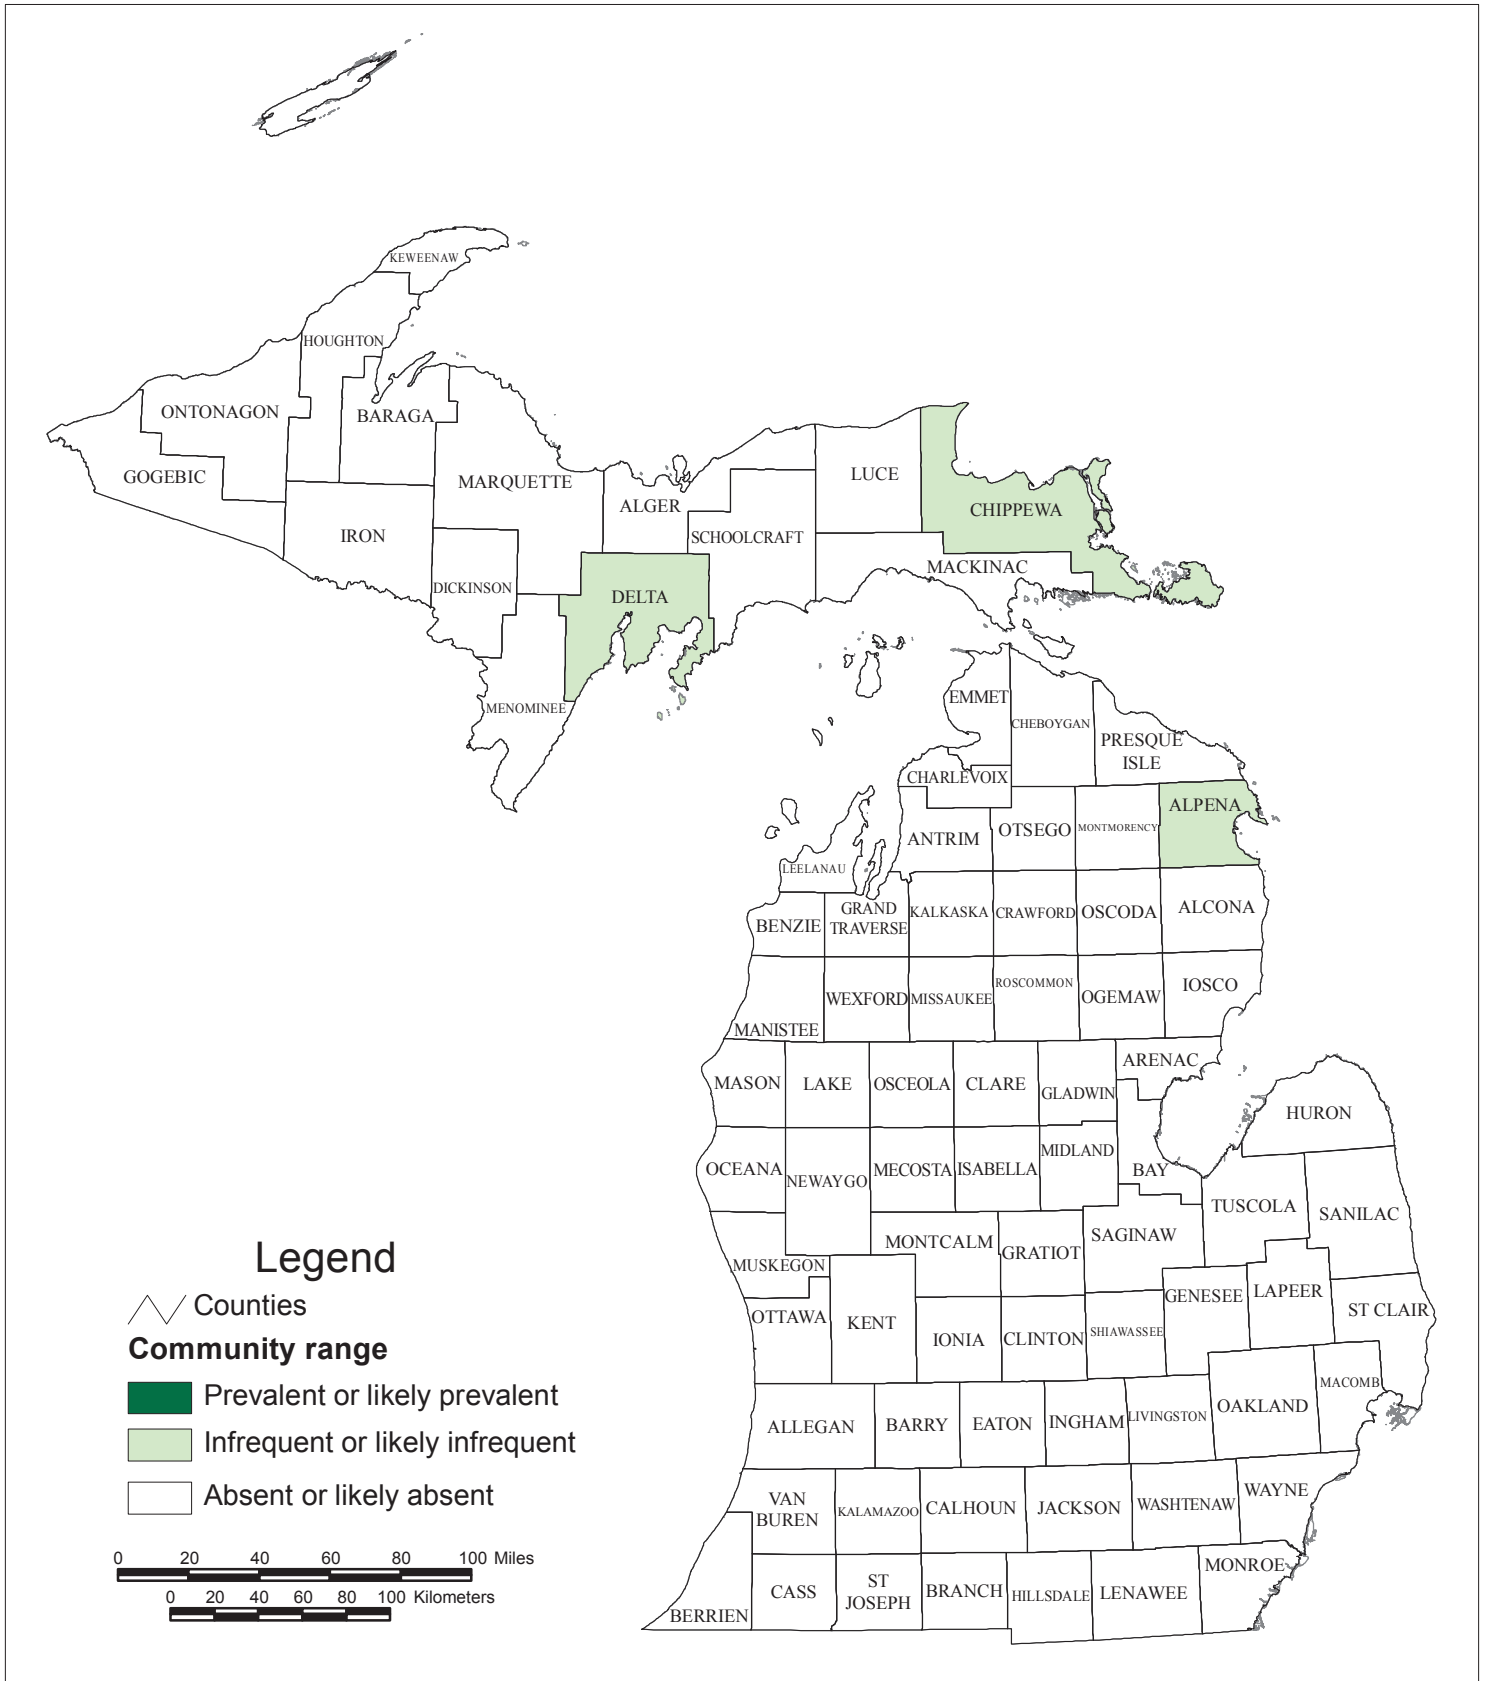 KEWEENAW
HOUGHTON
ONTONAGON
BARAGA
GOGEBIC
MARQUETTE
LUCE
ALGER
CHIPPEWA
IRON
SCHOOLCRAFT
MACKINAC
DICKINSON
DELTA
MENOMINEE
EMMET
CHEBOYGAN
PRESQUE
ISLE
CHARLEVOIX
ALPENA
ANTRIM
OTSEGO
MONTMORENCY
LEELANAU
BENZIE
GRAND
TRAVERSE
KALKASKA
CRAWFORD
OSCODA
ALCONA
MANISTEE
WEXFORD
MISSAUKEE
ROSCOMMON
OGEMAW
IOSCO
ARENAC
MASON
LAKE
OSCEOLA
CLARE
GLADWIN
HURON
OCEANA
NEWAYGO
MECOSTA
ISABELLA
MIDLAND
BAY
TUSCOLA
SANILAC
MUSKEGON
MONTCALM
GRATIOT
SAGINAW
GENESEE
LAPEER
ST CLAIR
OTTAWA
KENT
IONIA
CLINTON
SHIAWASSEE
OAKLAND
MACOMB
ALLEGAN
BARRY
EATON
INGHAM
LIVINGSTON
VAN
BUREN
KALAMAZOO
CALHOUN
JACKSON
WASHTENAW
WAYNE
BERRIEN
CASS
ST
JOSEPH
BRANCH
HILLSDALE
LENAWEE
MONROE
Legend
Counties
Community range
Prevalent or likely prevalent
Infrequent or likely infrequent
Absent or likely absent
0 20 40 60 80 100 Miles
0 20 40 60 80 100 Kilometers